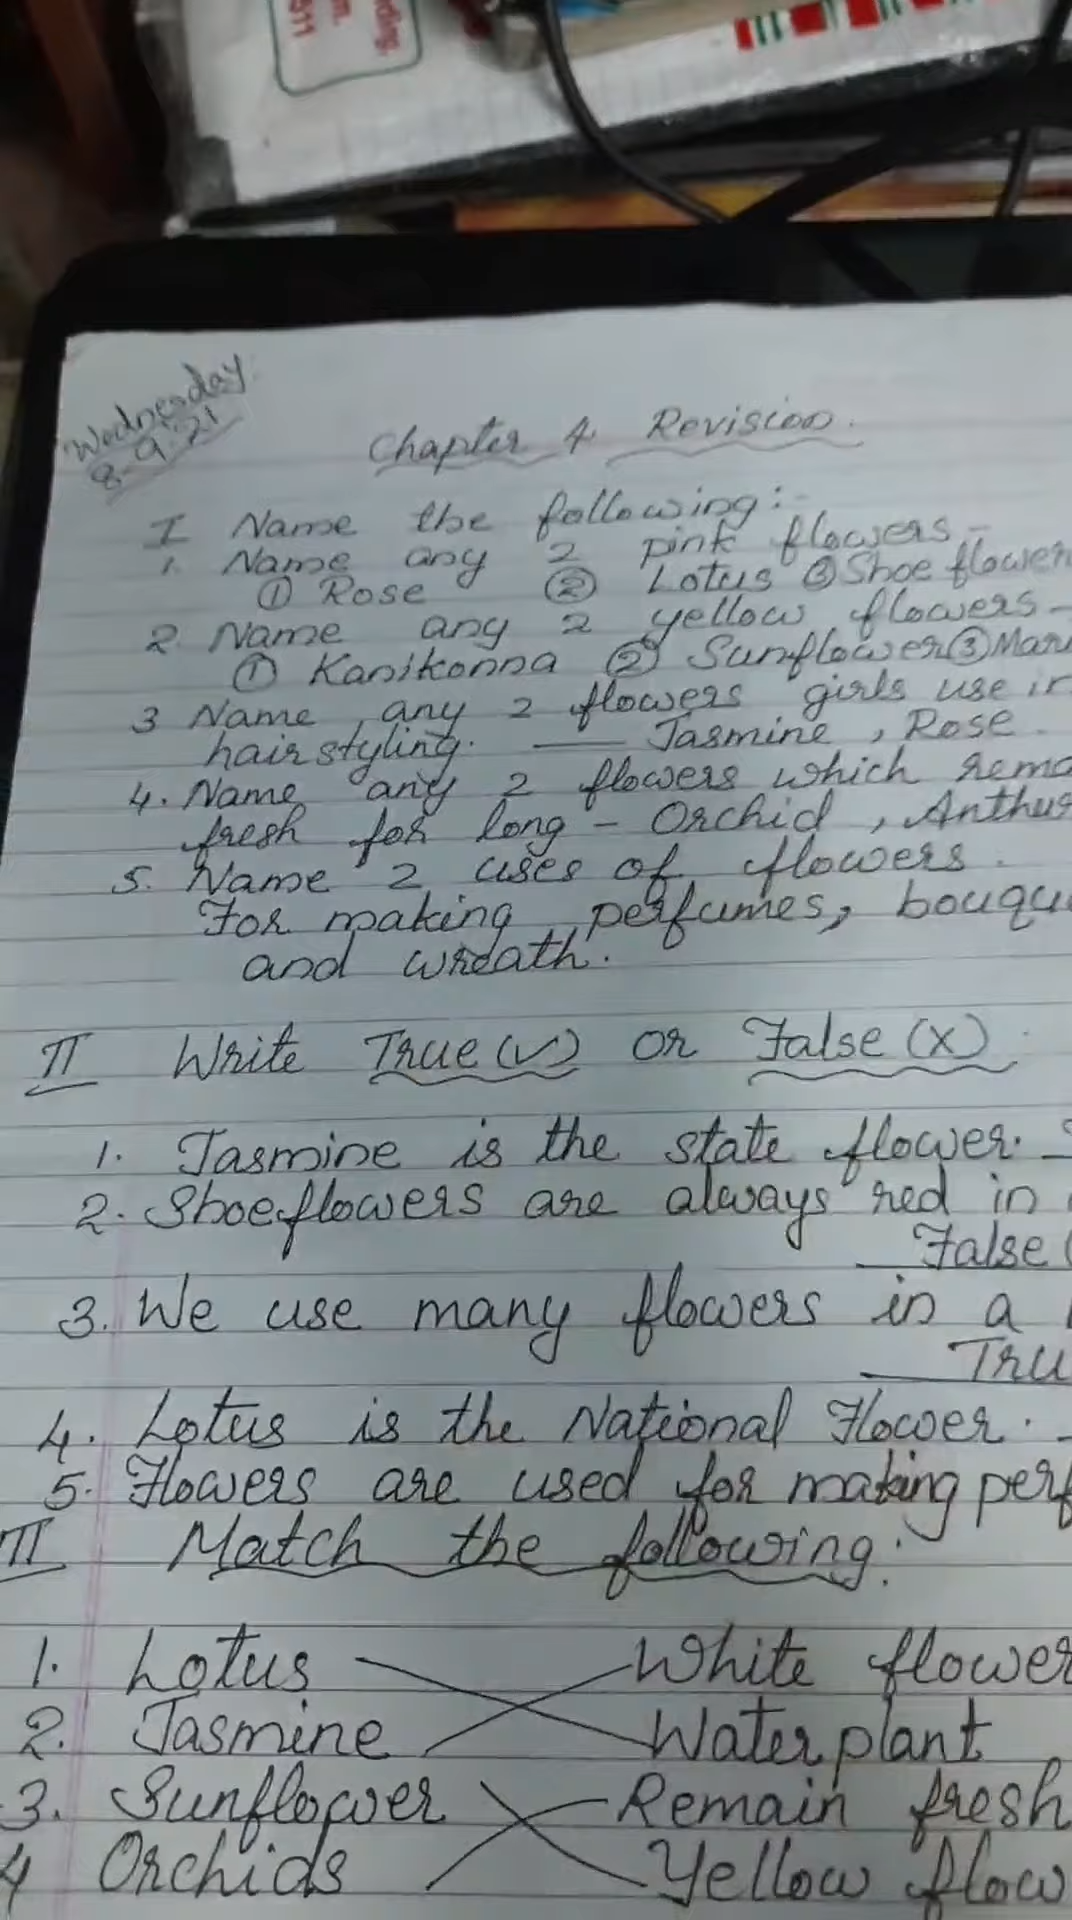 nding.
m.
911
Wednesday.
8-9-21
Chapter 4 Revision.
I Name the following:-
1. Name any 2 pink flowers-
① Rose ② Lotus ③ Shoe flower
2. Name any 2 yellow flowers-
① Kanikonna ② Sunflower ③ Mari
3 Name any 2 flowers girls use in
hair styling. — Jasmine, Rose.
4. Name any 2 flowers which rema
fresh for long - Orchid, Anthur
5. Name 2 uses of flowers.
For making perfumes, bouqu
and wreath.
II Write True (✓) or False (X).
1. Jasmine is the state flower.
2. Shoeflowers are always red in
False (
3. We use many flowers in a
Tru
4. Lotus is the National Flower.
5. Flowers are used for making perf
III Match the following:
1. Lotus White flower
2. Jasmine Water plant
3. Sunflower Remain fresh
4 Orchids Yellow flow